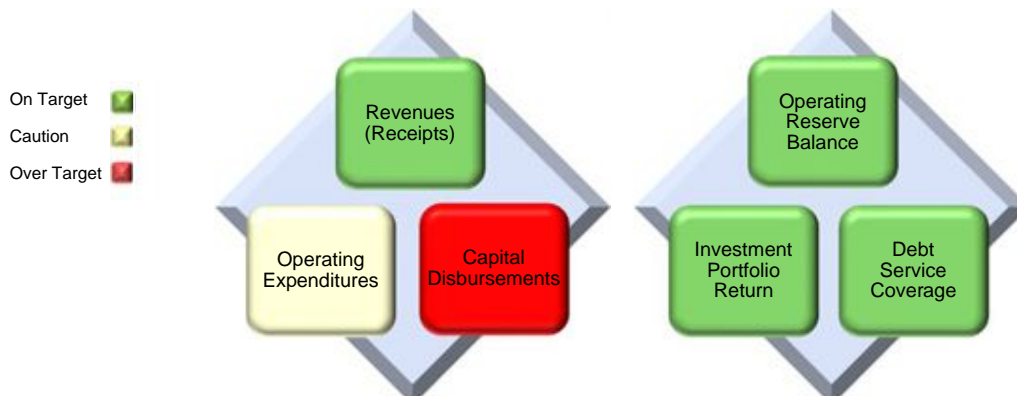 On Target
Caution
Over Target
Revenues
(Receipts)
Operating
Expenditures
Capital
Disbursements
Operating
Reserve
Balance
Investment
Portfolio
Return
Debt
Service
Coverage